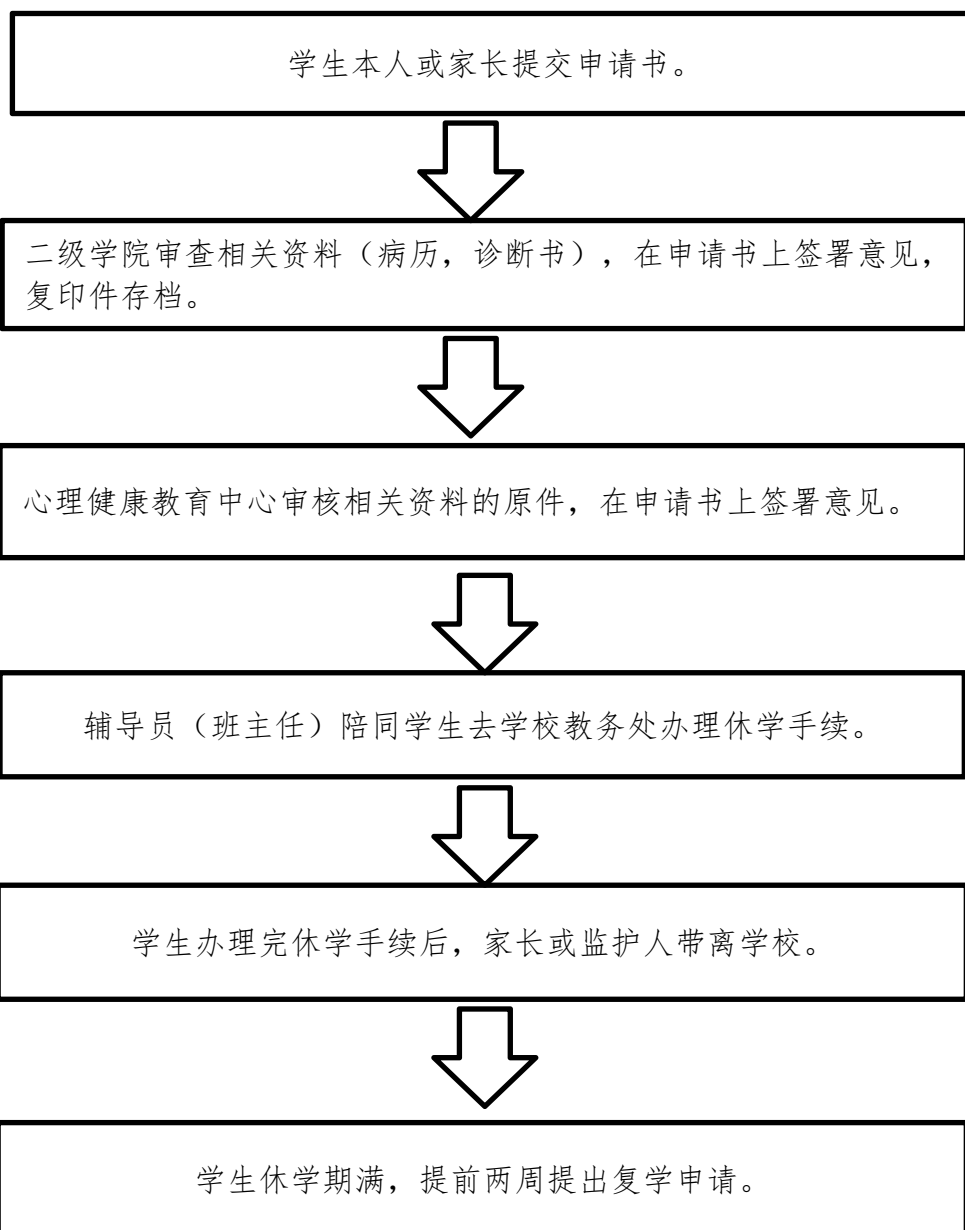 学生本人或家长提交申请书。
二级学院审查相关资料（病历，诊断书），在申请书上签署意见，
复印件存档。
心理健康教育中心审核相关资料的原件，在申请书上签署意见。
辅导员（班主任）陪同学生去学校教务处办理休学手续。
学生办理完休学手续后，家长或监护人带离学校。
学生休学期满，提前两周提出复学申请。